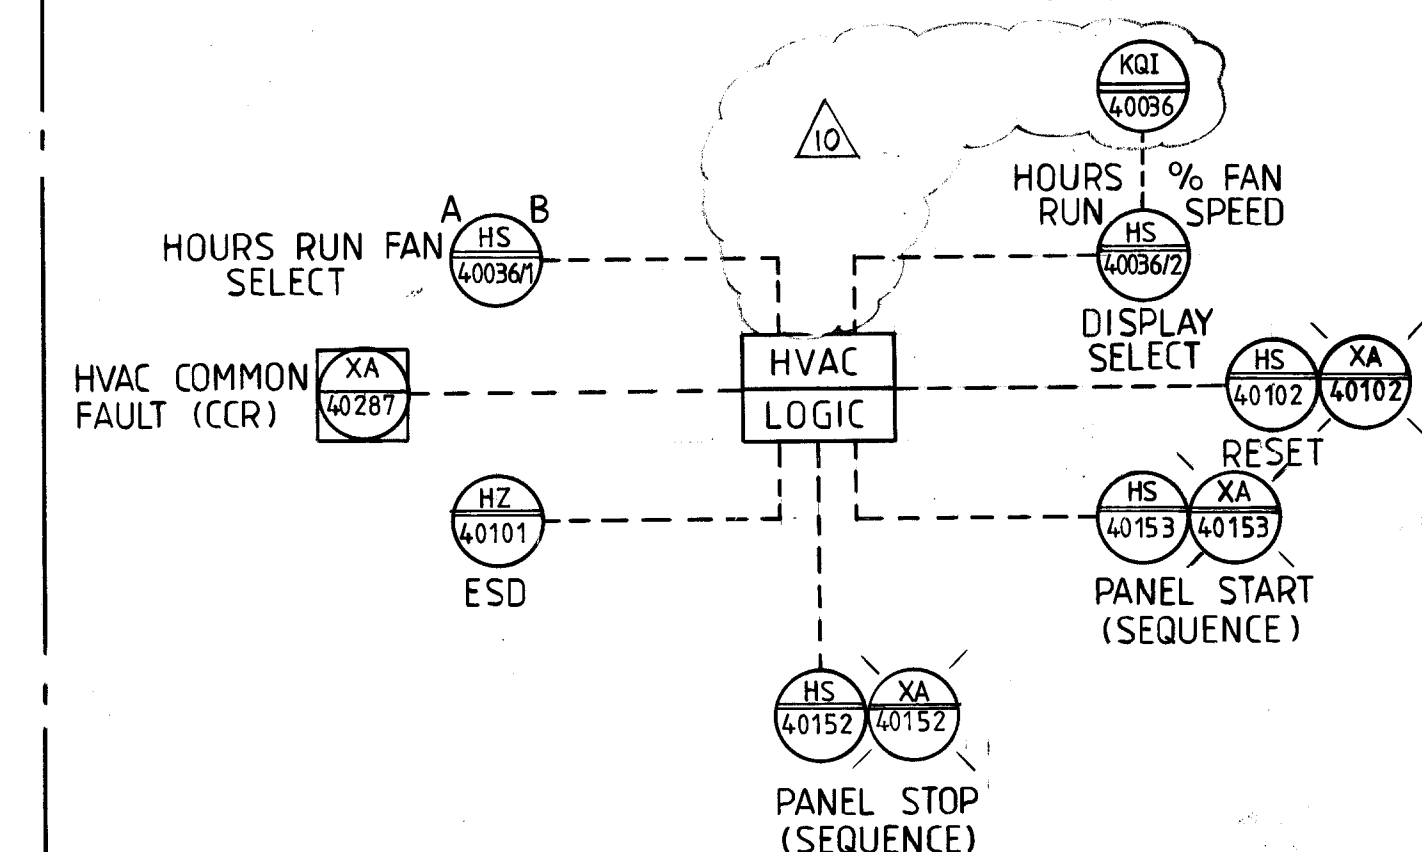 KQI
40036
10
HOURS RUN
% FAN SPEED
A B
HOURS RUN FAN
SELECT
HS
40036/1
HS
40036/2
DISPLAY
SELECT
HVAC COMMON
FAULT (CCR)
XA
40287
HVAC
LOGIC
HS
40102
XA
40102
RESET
HZ
40101
ESD
HS
40153
XA
40153
PANEL START
(SEQUENCE)
HS
40152
XA
40152
PANEL STOP
(SEQUENCE)